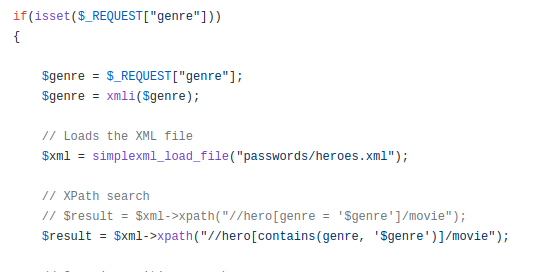 if(isset($_REQUEST["genre"]))
{
$genre = $_REQUEST["genre"];
$genre = xmli($genre);
// Loads the XML file
$xml = simplexml_load_file("passwords/heroes.xml");
// XPath search
// $result = $xml->xpath("//hero[genre = '$genre']/movie");
$result = $xml->xpath("//hero[contains(genre, '$genre')]/movie");